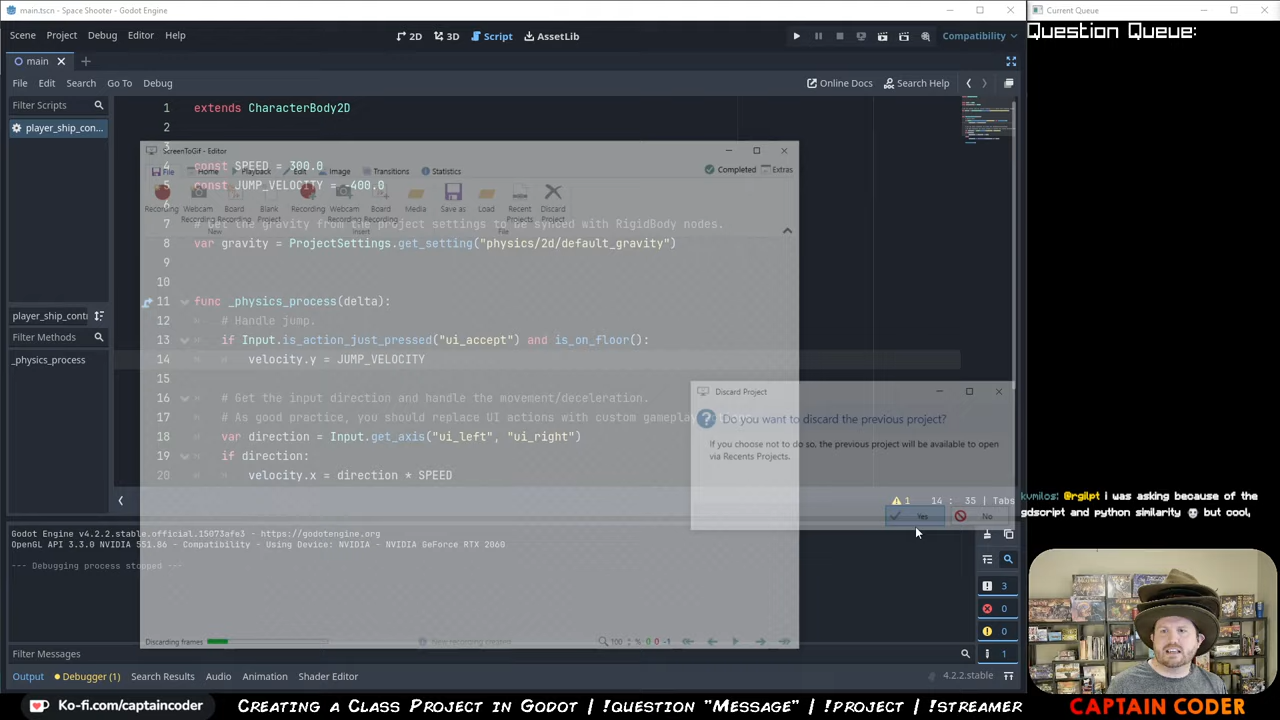 main.tscn - Space Shooter - Godot Engine
Current Queue
Scene Project Debug Editor Help
2D 3D Script AssetLib
Compatibility
Question Queue:
main
File Edit Search Go To Debug
Online Docs Search Help
Filter Scripts
player_ship_con...
player_ship_cont
Filter Methods
_physics_process
1 extends CharacterBody2D
2
3
4 const SPEED = 300.0
5 const JUMP_VELOCITY = -400.0
7 # Get the gravity from the project settings to be synced with RigidBody nodes.
8 var gravity = ProjectSettings.get_setting("physics/2d/default_gravity")
9
10
11 func _physics_process(delta):
12 # Handle jump.
13 if Input.is_action_just_pressed("ui_accept") and is_on_floor():
14 velocity.y = JUMP_VELOCITY
15
16 # Get the input direction and handle the movement/deceleration.
17 # As good practice, you should replace UI actions with custom gameplay
18 var direction = Input.get_axis("ui_left", "ui_right")
19 if direction:
20 velocity.x = direction * SPEED
ScreenToGif - Editor
File Home Playback Edit Image Transitions Statistics
Completed Extras
Recording Webcam Recording Board Recording Blank Project
New
Recording Webcam Recording Board Recording Media
Insert
Save as Load Recent Projects Discard Project
File
Discard Project
Do you want to discard the previous project?
If you choose not to do so, the previous project will be available to open
via Recents Projects.
Yes No
1 14 : 35 | Tabs
Discarding frames
100 % 0 0 -1
Godot Engine v4.2.2.stable.official.15073afe3 - https://godotengine.org
OpenGL API 3.3.0 NVIDIA 551.86 - Compatibility - Using Device: NVIDIA - NVIDIA GeForce RTX 2060
--- Debugging process stopped ---
3
0
0
1
Filter Messages
Output Debugger (1) Search Results Audio Animation Shader Editor
4.2.2.stable
kvmilos: @rgilpt i was asking because of the
gdscript and python similarity but cool,
Ko-fi.com/captaincoder
Creating a Class Project in Godot | !question "Message" | !project | !streamer
CAPTAIN CODER